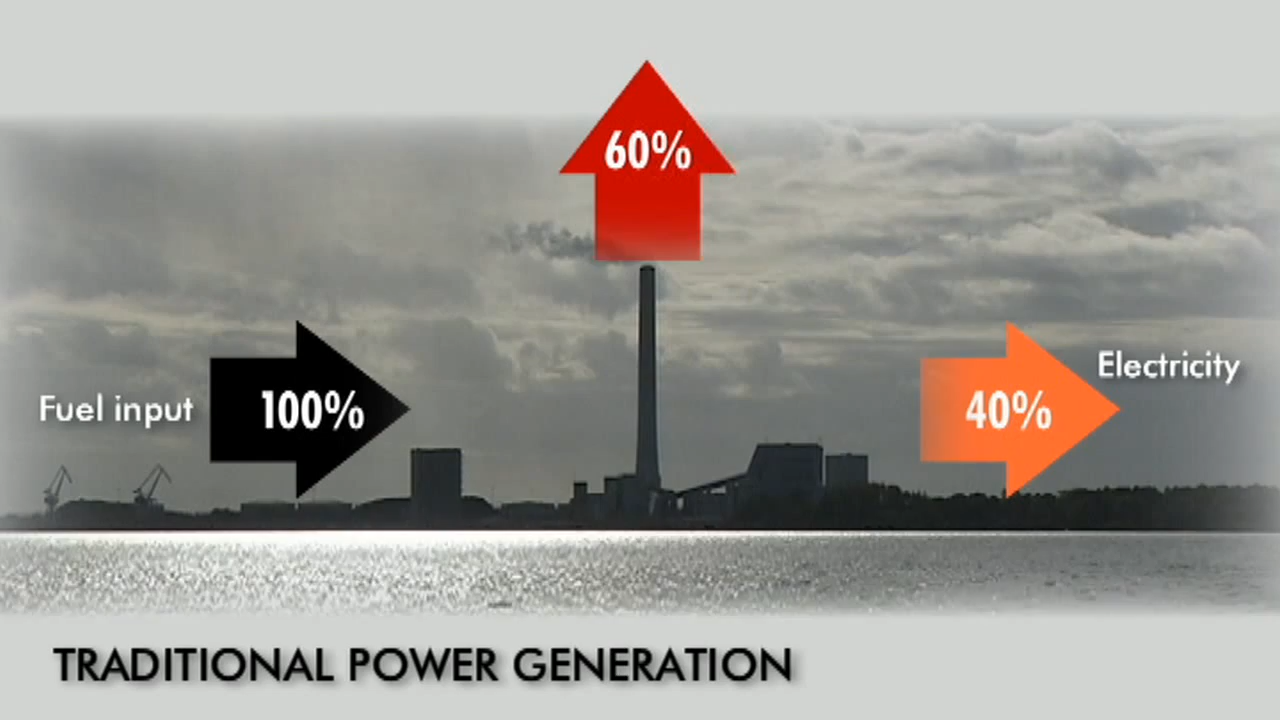 60%
Fuel input
100%
40%
Electricity
TRADITIONAL POWER GENERATION